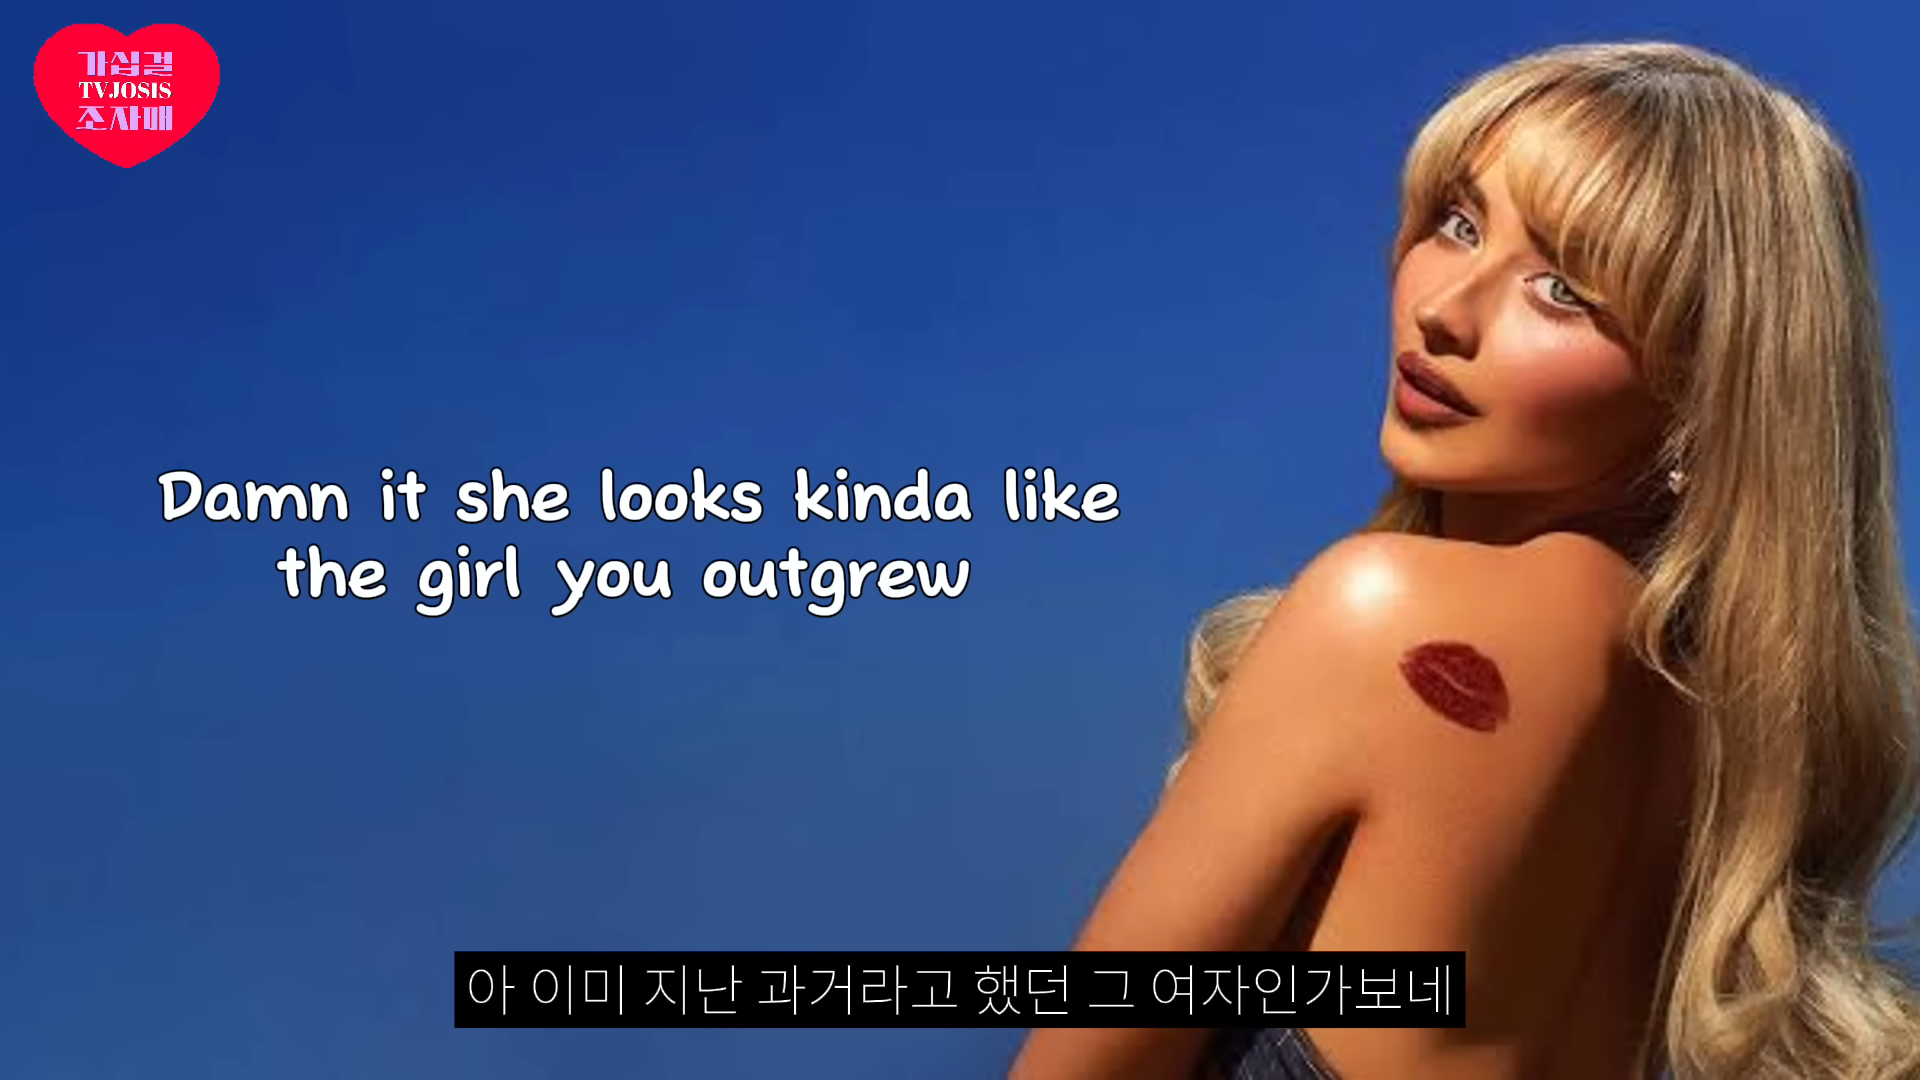 가십걸
TVJOSIS
조자매
Damn it she looks kinda like
the girl you outgrew
아 이미 지난 과거라고 했던 그 여자인가보네